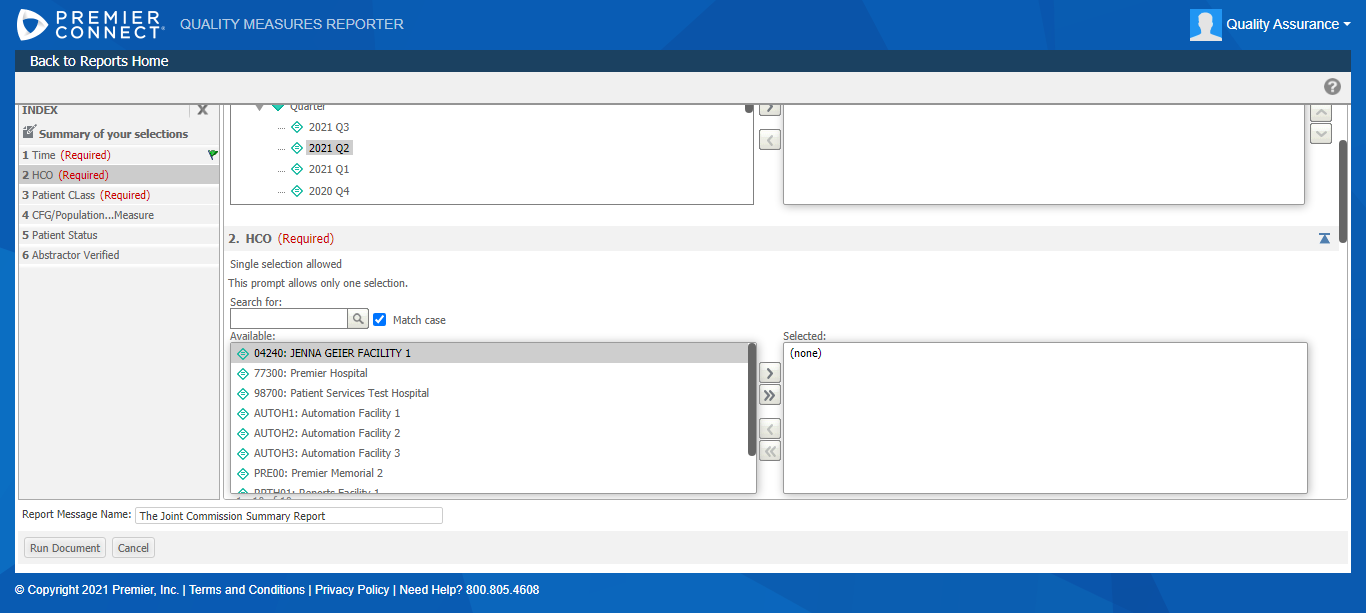 PREMIER CONNECT QUALITY MEASURES REPORTER
Quality Assurance
Back to Reports Home
INDEX X
Summary of your selections
1 Time (Required)
2 HCO (Required)
3 Patient CLass (Required)
4 CFG/Population...Measure
5 Patient Status
6 Abstractor Verified
Quarter
2021 Q3
2021 Q2
2021 Q1
2020 Q4
2. HCO (Required)
Single selection allowed
This prompt allows only one selection.
Search for:
Match case
Available:
04240: JENNA GEIER FACILITY 1
77300: Premier Hospital
98700: Patient Services Test Hospital
AUTOH1: Automation Facility 1
AUTOH2: Automation Facility 2
AUTOH3: Automation Facility 3
PRE00: Premier Memorial 2
Reports Facility 1
Selected:
(none)
Report Message Name: The Joint Commission Summary Report
Run Document Cancel
© Copyright 2021 Premier, Inc. | Terms and Conditions | Privacy Policy | Need Help? 800.805.4608